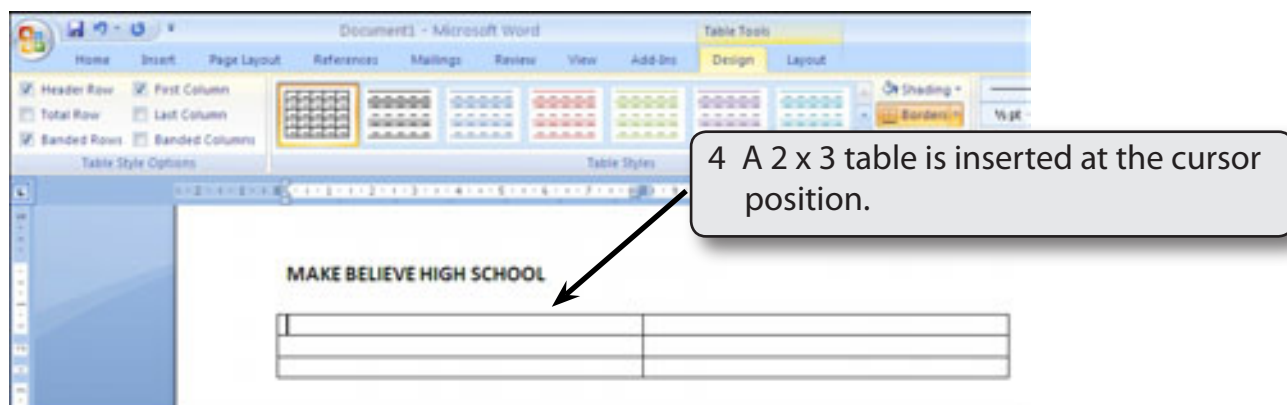 Document1 - Microsoft Word
Table Tools
Home Insert Page Layout References Mailings Review View Add-Ins Design Layout
Header Row First Column
Total Row Last Column
Banded Rows Banded Columns
Shading
Borders
½ pt
Table Style Options
Table Styles
4 A 2 x 3 table is inserted at the cursor
position.
MAKE BELIEVE HIGH SCHOOL